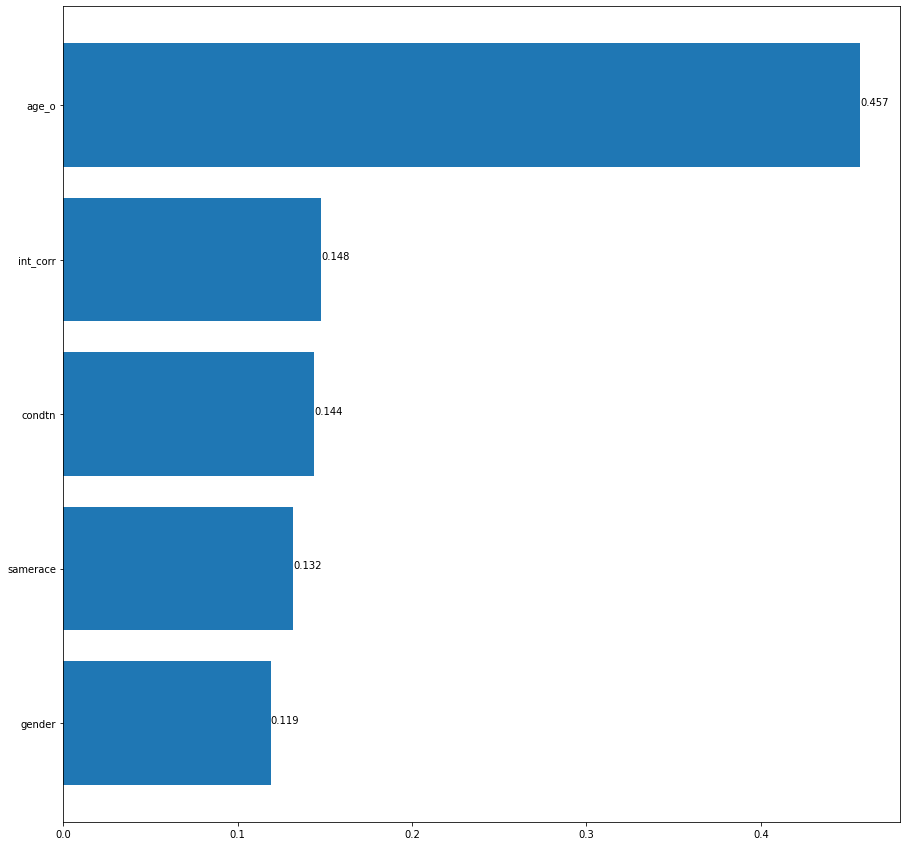 age_o
0.457
int_corr
0.148
condtn
0.144
samerace
0.132
gender
0.119
0.0 0.1 0.2 0.3 0.4